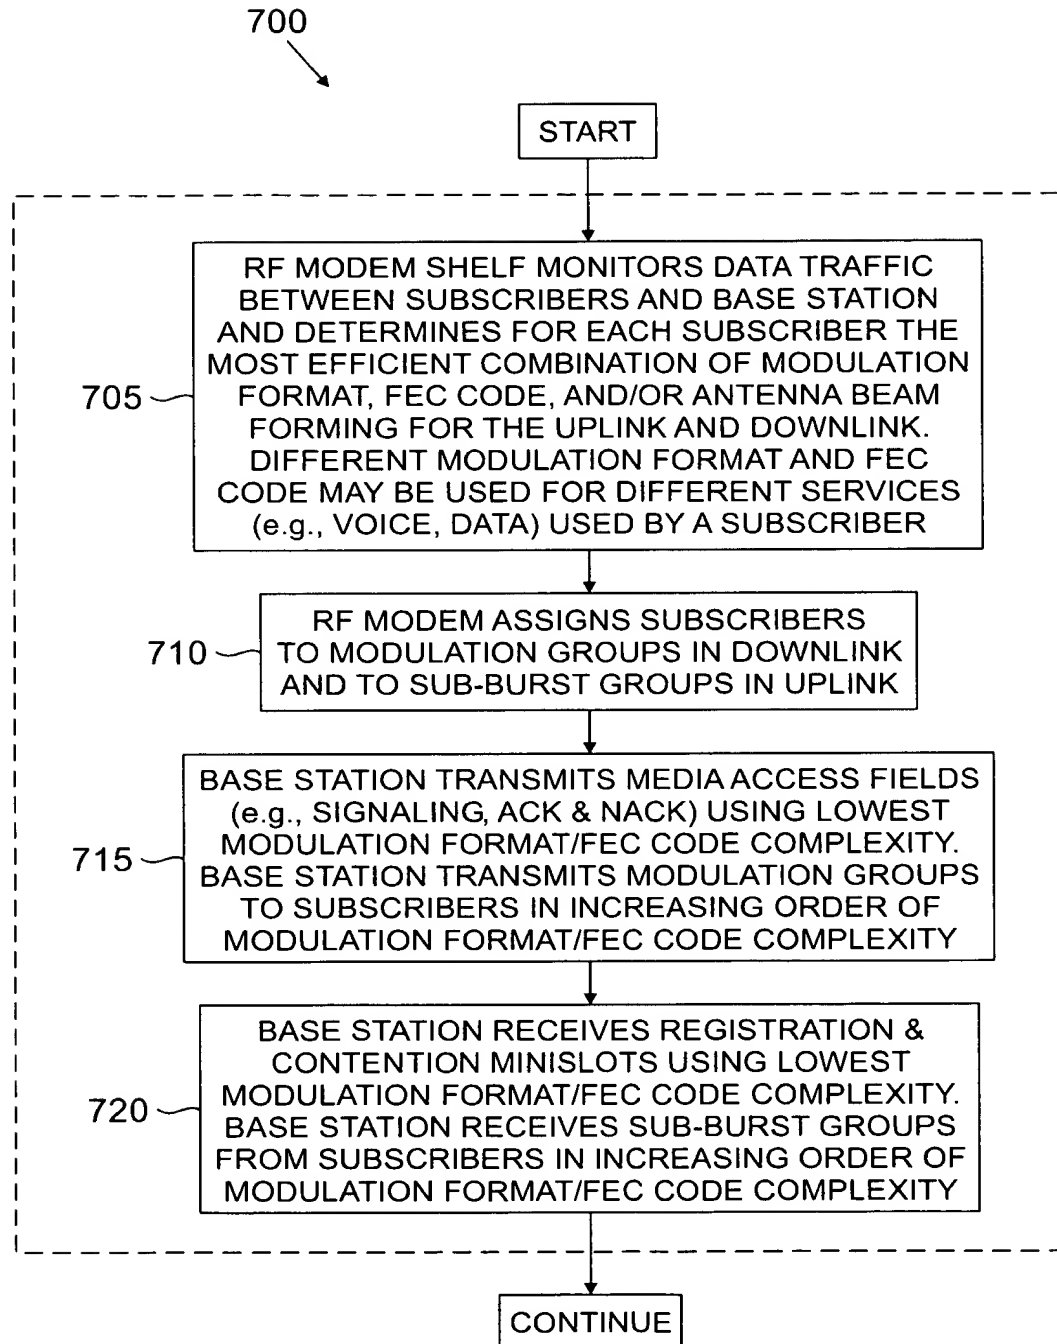 700
START
705
RF MODEM SHELF MONITORS DATA TRAFFIC
BETWEEN SUBSCRIBERS AND BASE STATION
AND DETERMINES FOR EACH SUBSCRIBER THE
MOST EFFICIENT COMBINATION OF MODULATION
FORMAT, FEC CODE, AND/OR ANTENNA BEAM
FORMING FOR THE UPLINK AND DOWNLINK.
DIFFERENT MODULATION FORMAT AND FEC
CODE MAY BE USED FOR DIFFERENT SERVICES
(e.g., VOICE, DATA) USED BY A SUBSCRIBER
710
RF MODEM ASSIGNS SUBSCRIBERS
TO MODULATION GROUPS IN DOWNLINK
AND TO SUB-BURST GROUPS IN UPLINK
715
BASE STATION TRANSMITS MEDIA ACCESS FIELDS
(e.g., SIGNALING, ACK & NACK) USING LOWEST
MODULATION FORMAT/FEC CODE COMPLEXITY.
BASE STATION TRANSMITS MODULATION GROUPS
TO SUBSCRIBERS IN INCREASING ORDER OF
MODULATION FORMAT/FEC CODE COMPLEXITY
720
BASE STATION RECEIVES REGISTRATION &
CONTENTION MINISLOTS USING LOWEST
MODULATION FORMAT/FEC CODE COMPLEXITY.
BASE STATION RECEIVES SUB-BURST GROUPS
FROM SUBSCRIBERS IN INCREASING ORDER OF
MODULATION FORMAT/FEC CODE COMPLEXITY
CONTINUE